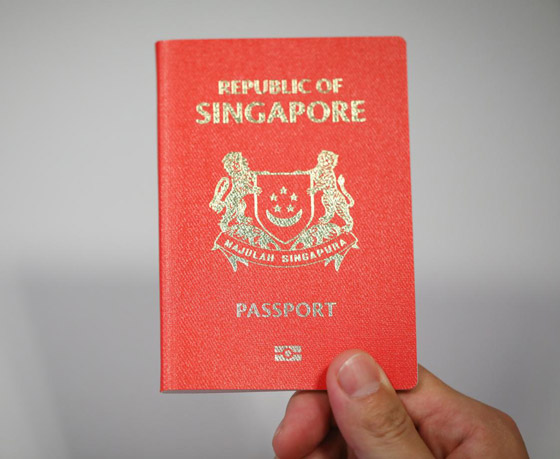 REPUBLIC OF
SINGAPORE
MAJULAH SINGAPURA
PASSPORT